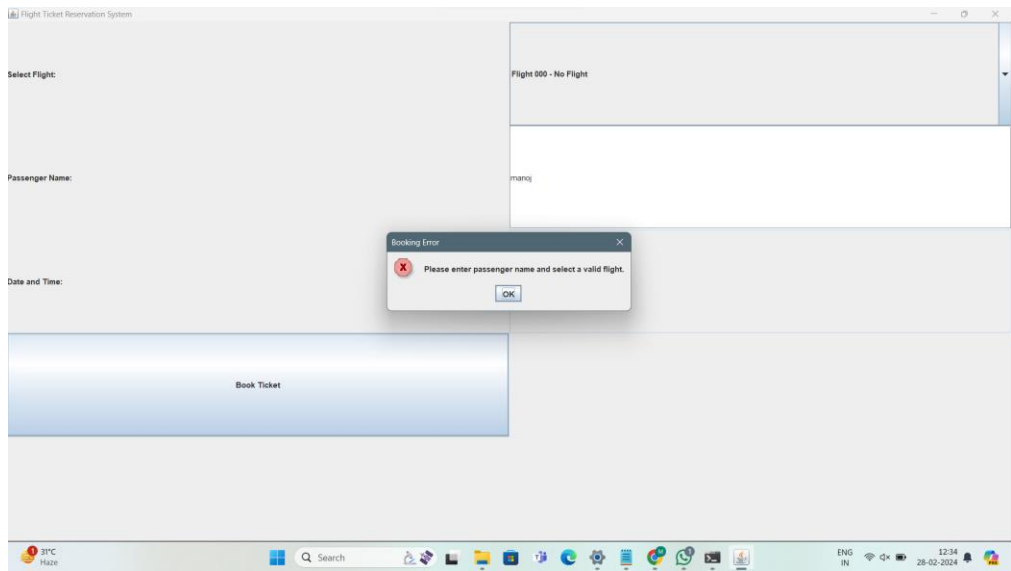 Flight Ticket Reservation System
Select Flight:
Flight 000 - No Flight
Passenger Name:
manoj
Booking Error
Please enter passenger name and select a valid flight.
OK
Date and Time:
Book Ticket
1
31°C
Haze
Search
ENG
IN
12:34
28-02-2024